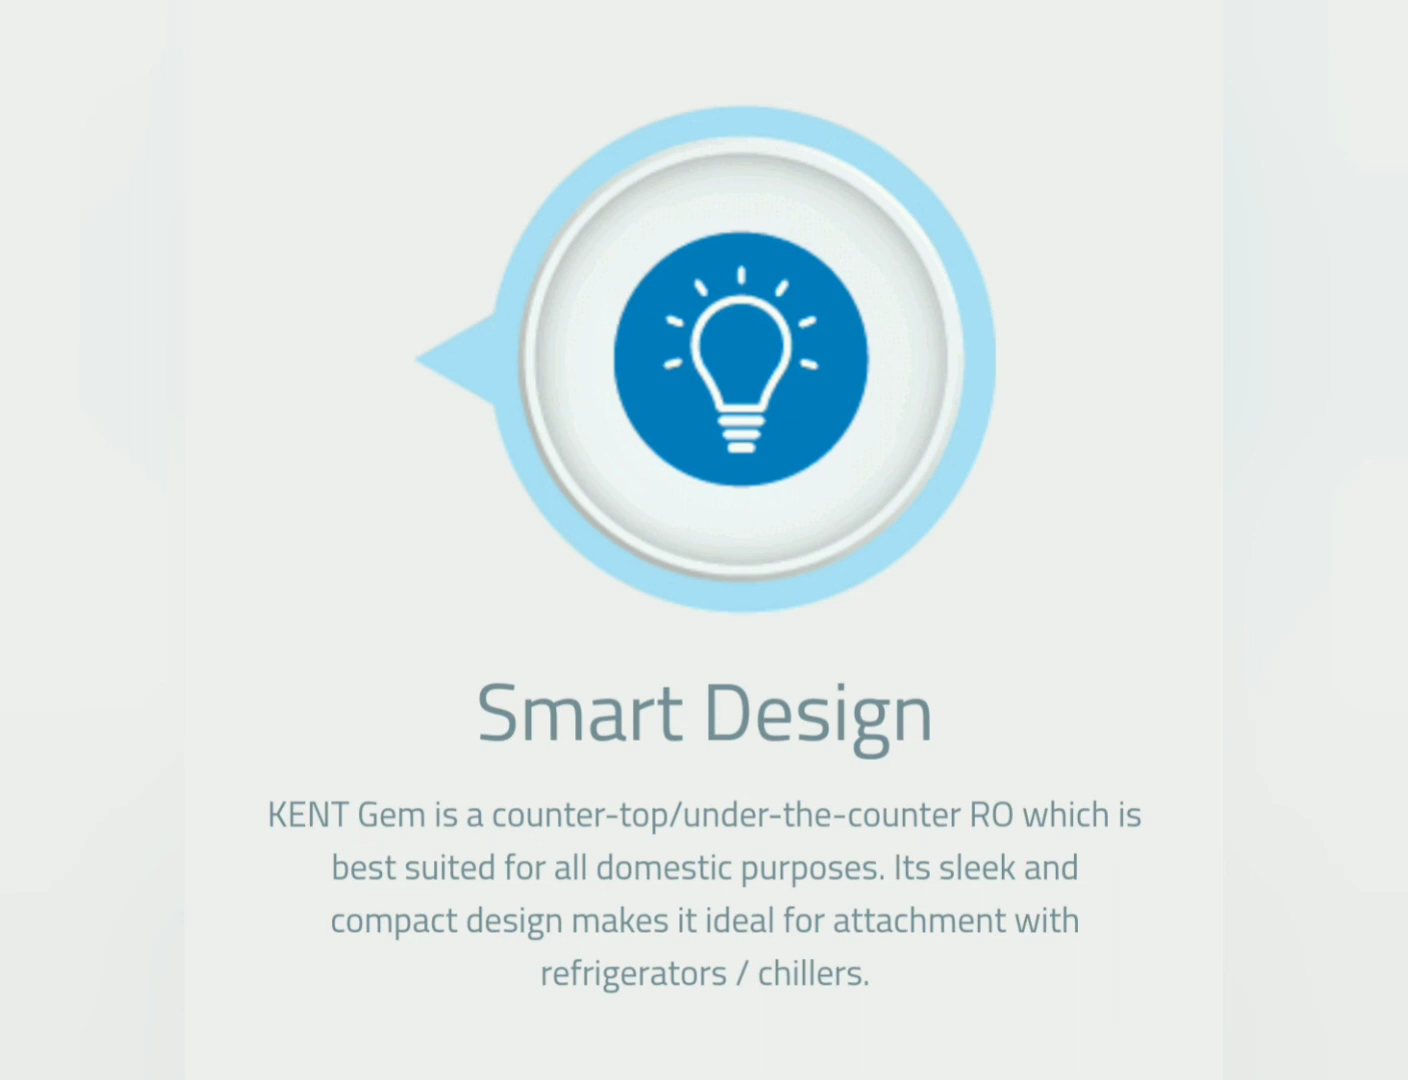 Smart Design
KENT Gem is a counter-top/under-the-counter RO which is
best suited for all domestic purposes. Its sleek and
compact design makes it ideal for attachment with
refrigerators / chillers.